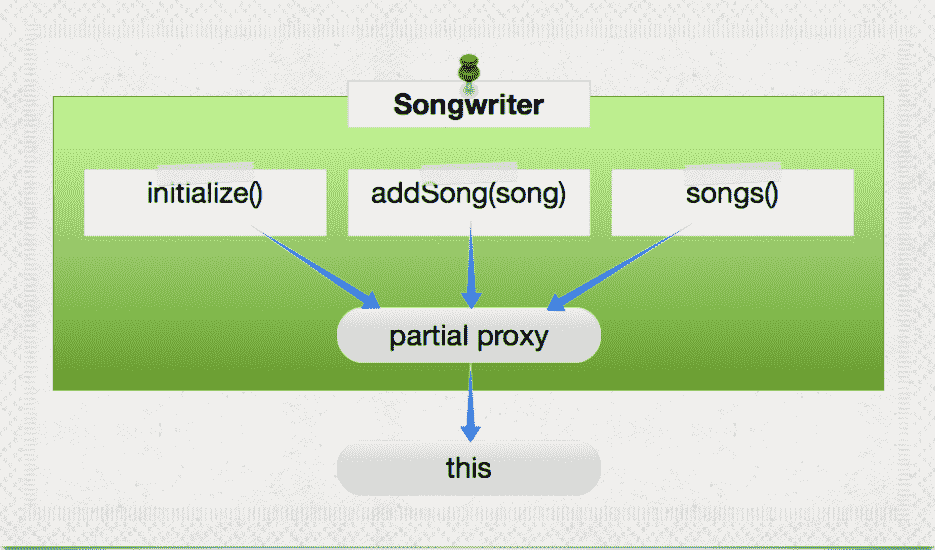 Songwriter
initialize()
addSong(song)
songs()
partial proxy
this